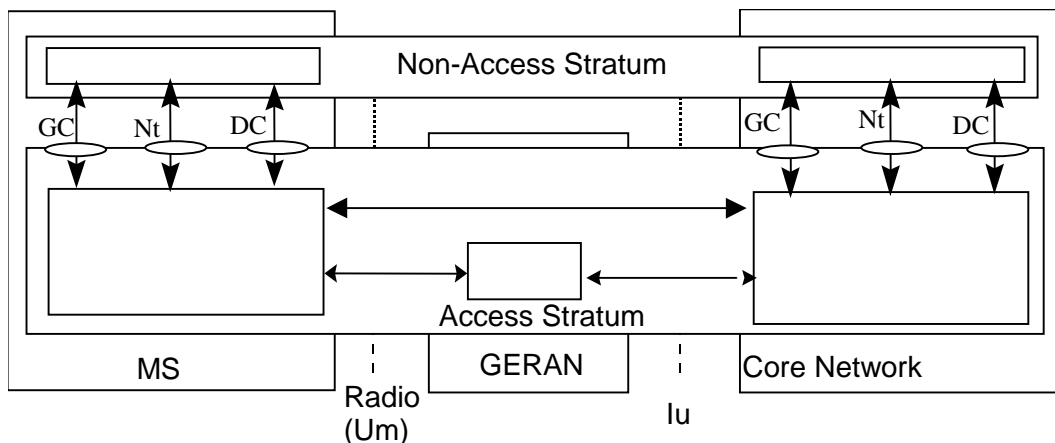 Non-Access Stratum
GC
Nt
DC
GC
Nt
DC
Access Stratum
MS
GERAN
Core Network
Radio
(Um)
Iu